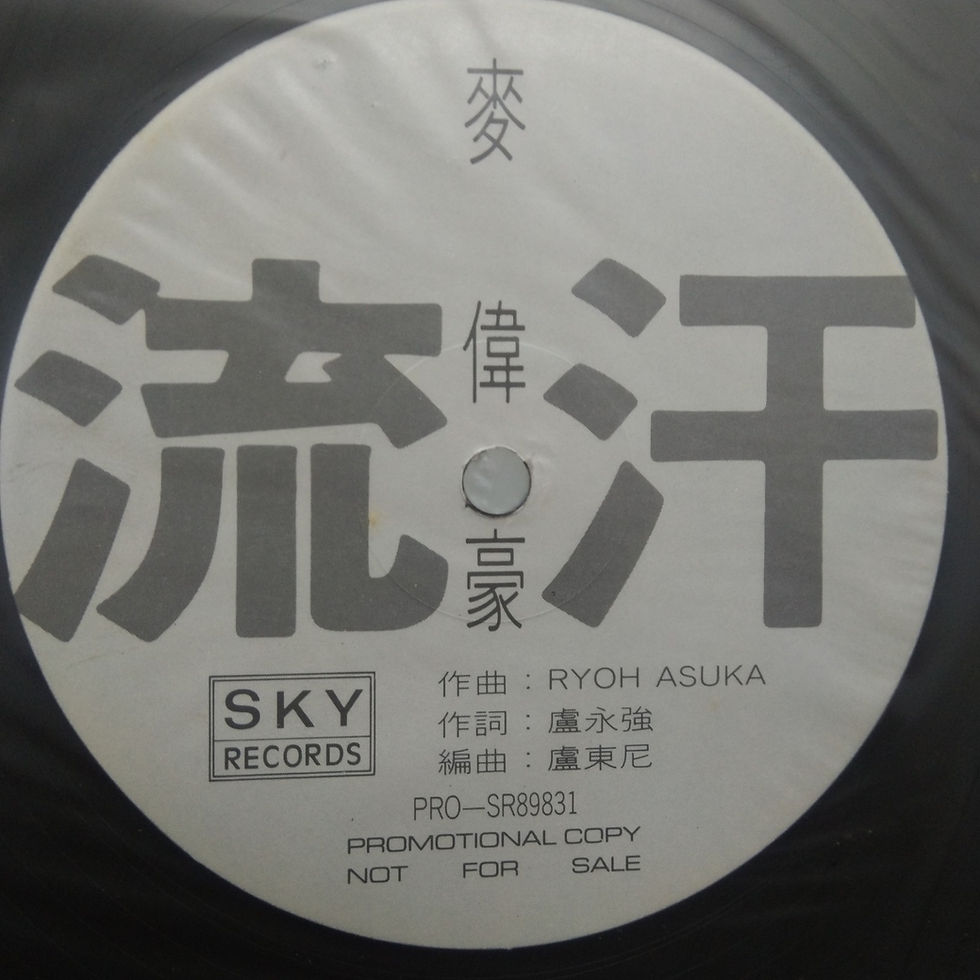 麥偉豪
流汗
SKY
RECORDS
作曲：RYOH ASUKA
作詞：盧永強
編曲：盧東尼
PRO—SR89831
PROMOTIONAL COPY
NOT FOR SALE